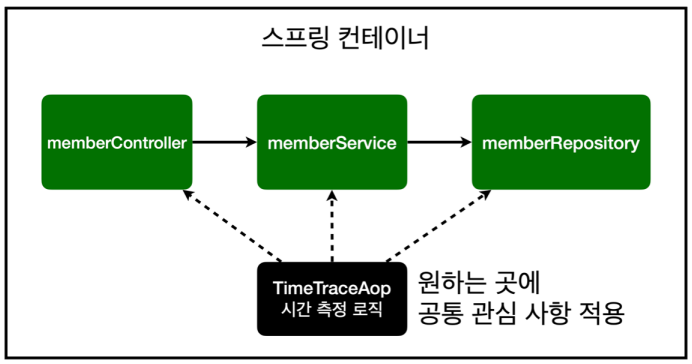 스프링 컨테이너
memberController
memberService
memberRepository
TimeTraceAop
시간 측정 로직
원하는 곳에
공통 관심 사항 적용